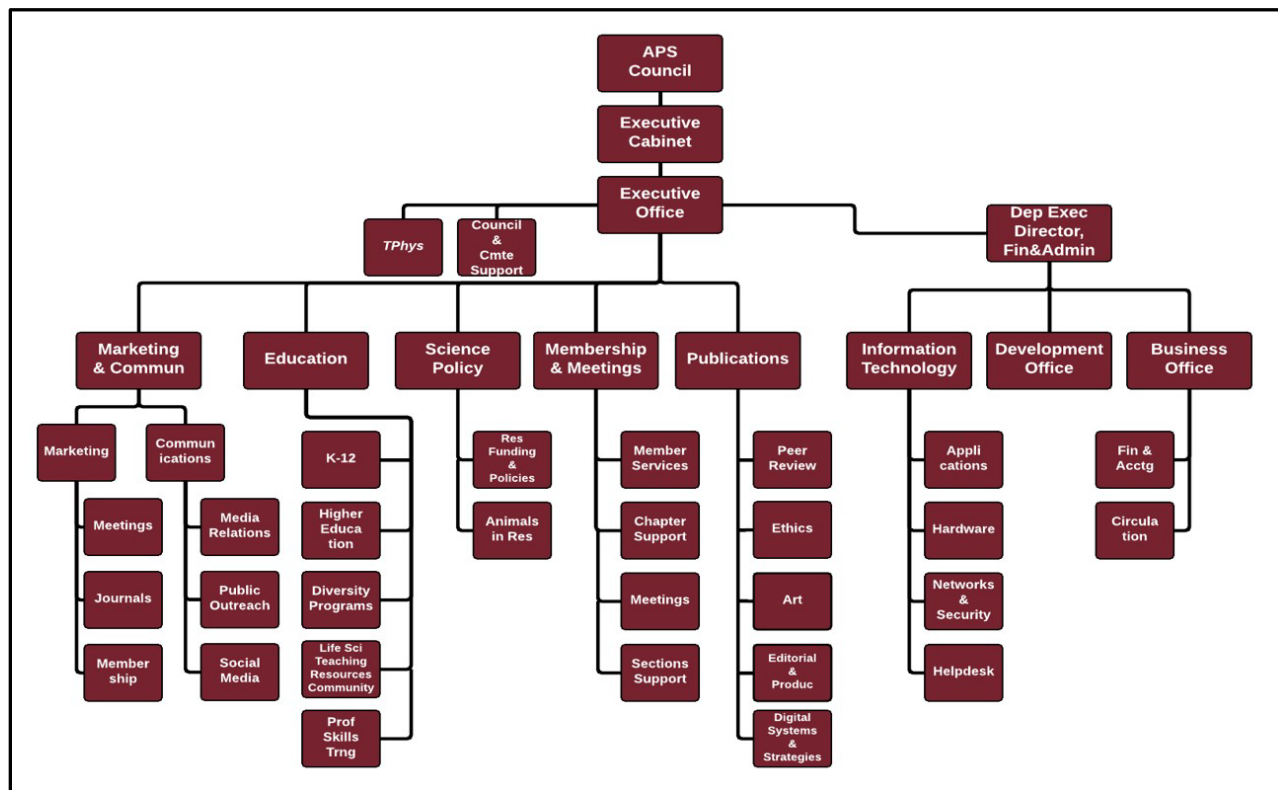 APS
Council
Executive
Cabinet
Executive
Office
TPhys
Council
&
Cmte
Support
Dep Exec
Director,
Fin&Admin
Marketing
& Commun
Education
Science
Policy
Membership
& Meetings
Publications
Information
Technology
Development
Office
Business
Office
Marketing
Commun
ications
Meetings
Journals
Member
ship
Media
Relations
Public
Outreach
Social
Media
K-12
Higher
Educa
tion
Diversity
Programs
Life Sci
Teaching
Resources
Community
Prof
Skills
Trng
Res
Funding
&
Policies
Animals
in Res
Member
Services
Chapter
Support
Meetings
Sections
Support
Peer
Review
Ethics
Art
Editorial
&
Produc
Digital
Systems
&
Strategies
Appli
cations
Hardware
Networks
&
Security
Helpdesk
Fin &
Acctg
Circula
tion